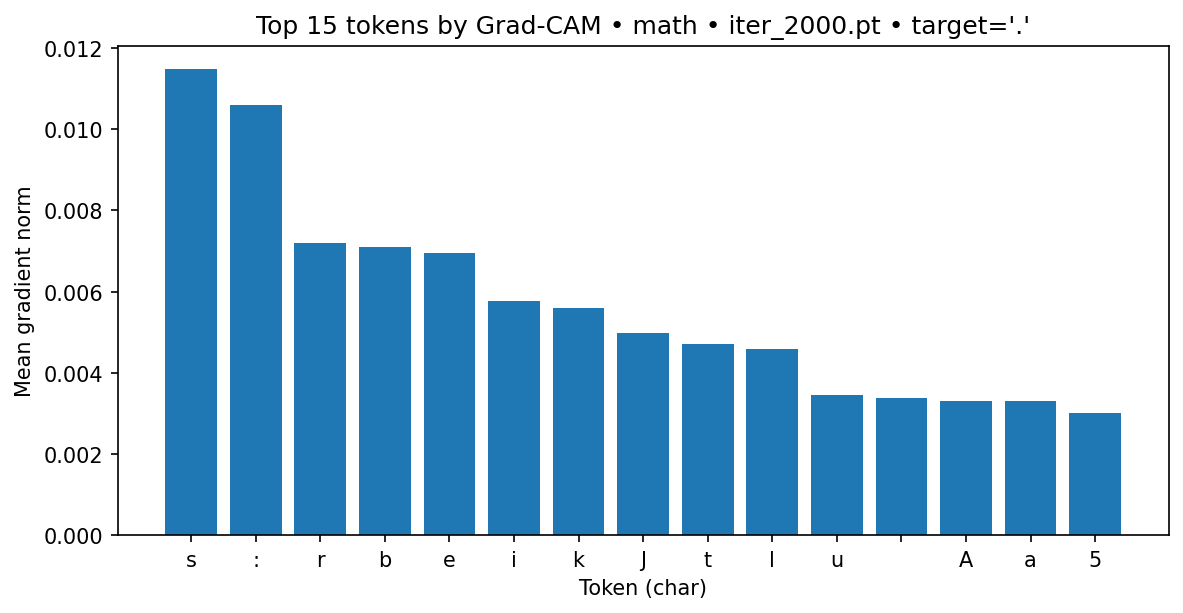 Top 15 tokens by Grad-CAM • math • iter_2000.pt • target='.'
Mean gradient norm
0.012
0.010
0.008
0.006
0.004
0.002
0.000
s : r b e i k J t l u A a 5
Token (char)